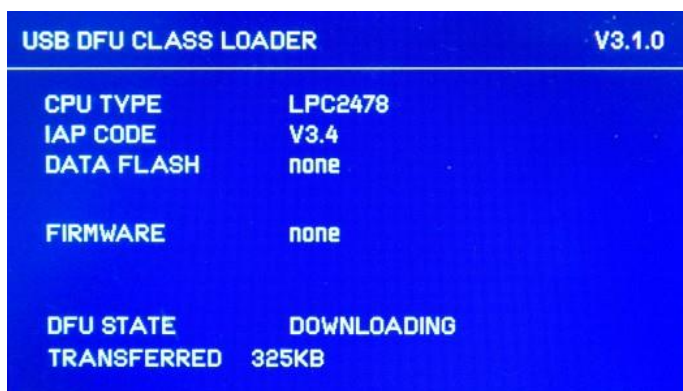 USB DFU CLASS LOADER V3.1.0
CPU TYPE LPC2478
IAP CODE V3.4
DATA FLASH none
FIRMWARE none
DFU STATE DOWNLOADING
TRANSFERRED 325KB